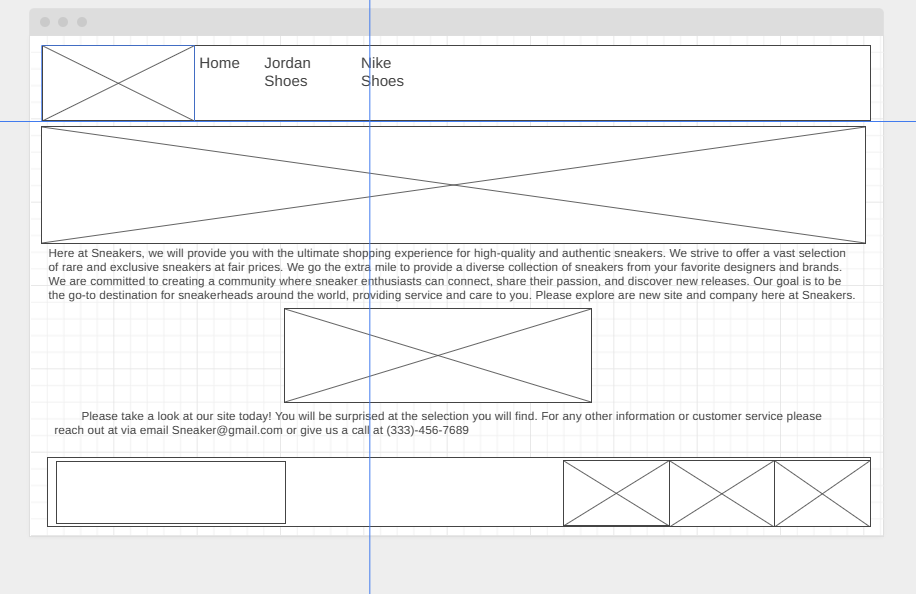 Home Jordan Nike
Shoes Shoes
Here at Sneakers, we will provide you with the ultimate shopping experience for high-quality and authentic sneakers. We strive to offer a vast selection
of rare and exclusive sneakers at fair prices. We go the extra mile to provide a diverse collection of sneakers from your favorite designers and brands.
We are committed to creating a community where sneaker enthusiasts can connect, share their passion, and discover new releases. Our goal is to be
the go-to destination for sneakerheads around the world, providing service and care to you. Please explore are new site and company here at Sneakers.
Please take a look at our site today! You will be surprised at the selection you will find. For any other information or customer service please
reach out at via email Sneaker@gmail.com or give us a call at (333)-456-7689